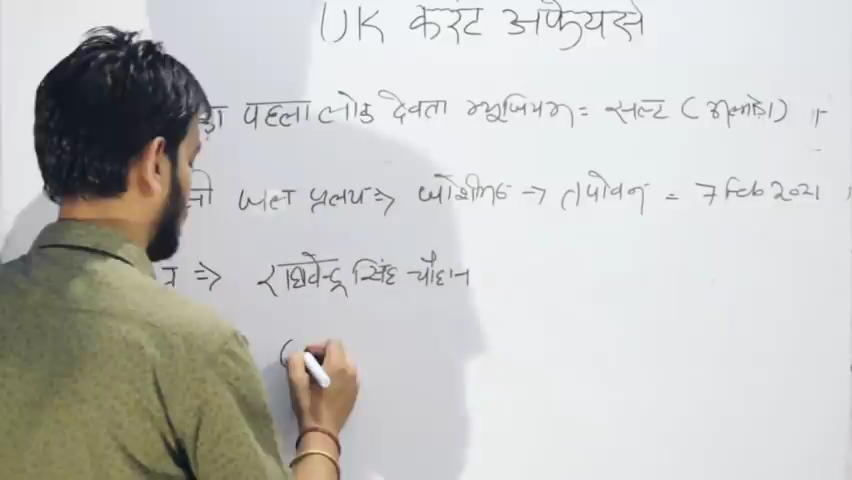 UK करंट अफेयर्स
पहला लोक देवता म्यूजियम = सल्ट (अल्मोड़ा)
जल प्रलय => जोशीमठ -> तपोवन = 7 Feb 2021
=> राघवेन्द्र सिंह चौहान
(